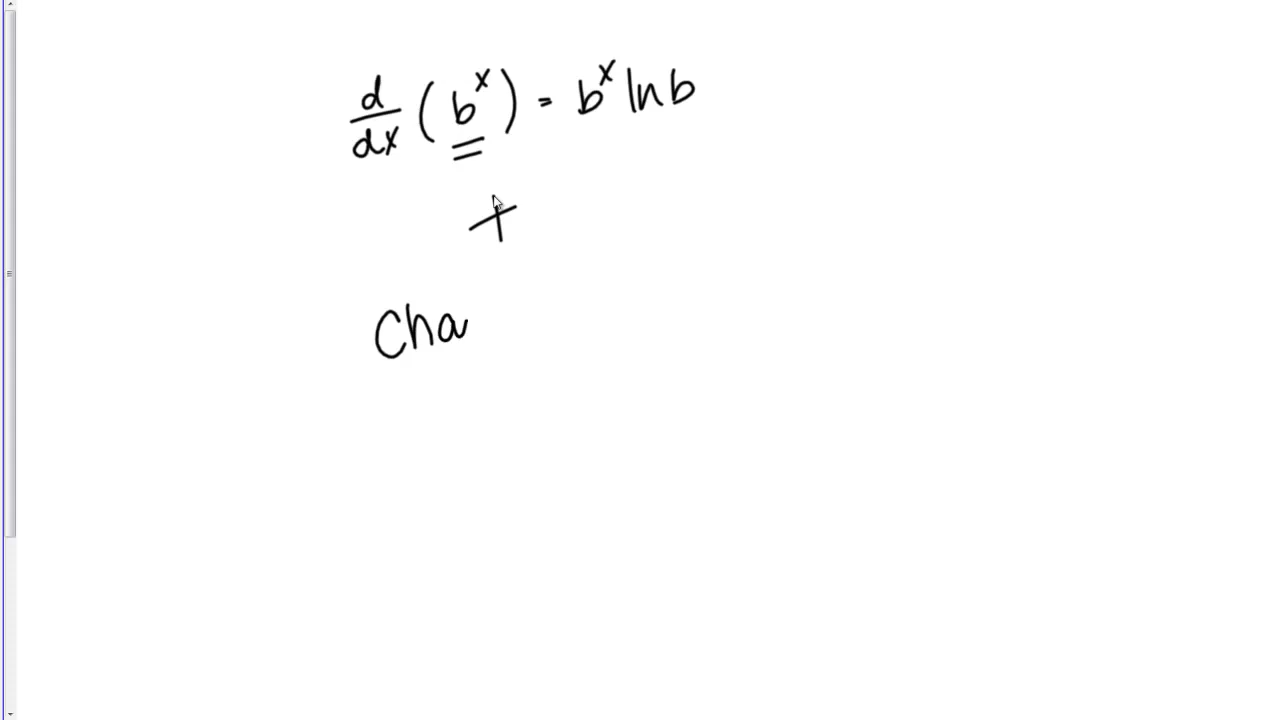 d/dx (b^x) = b^x ln b
+
Cha